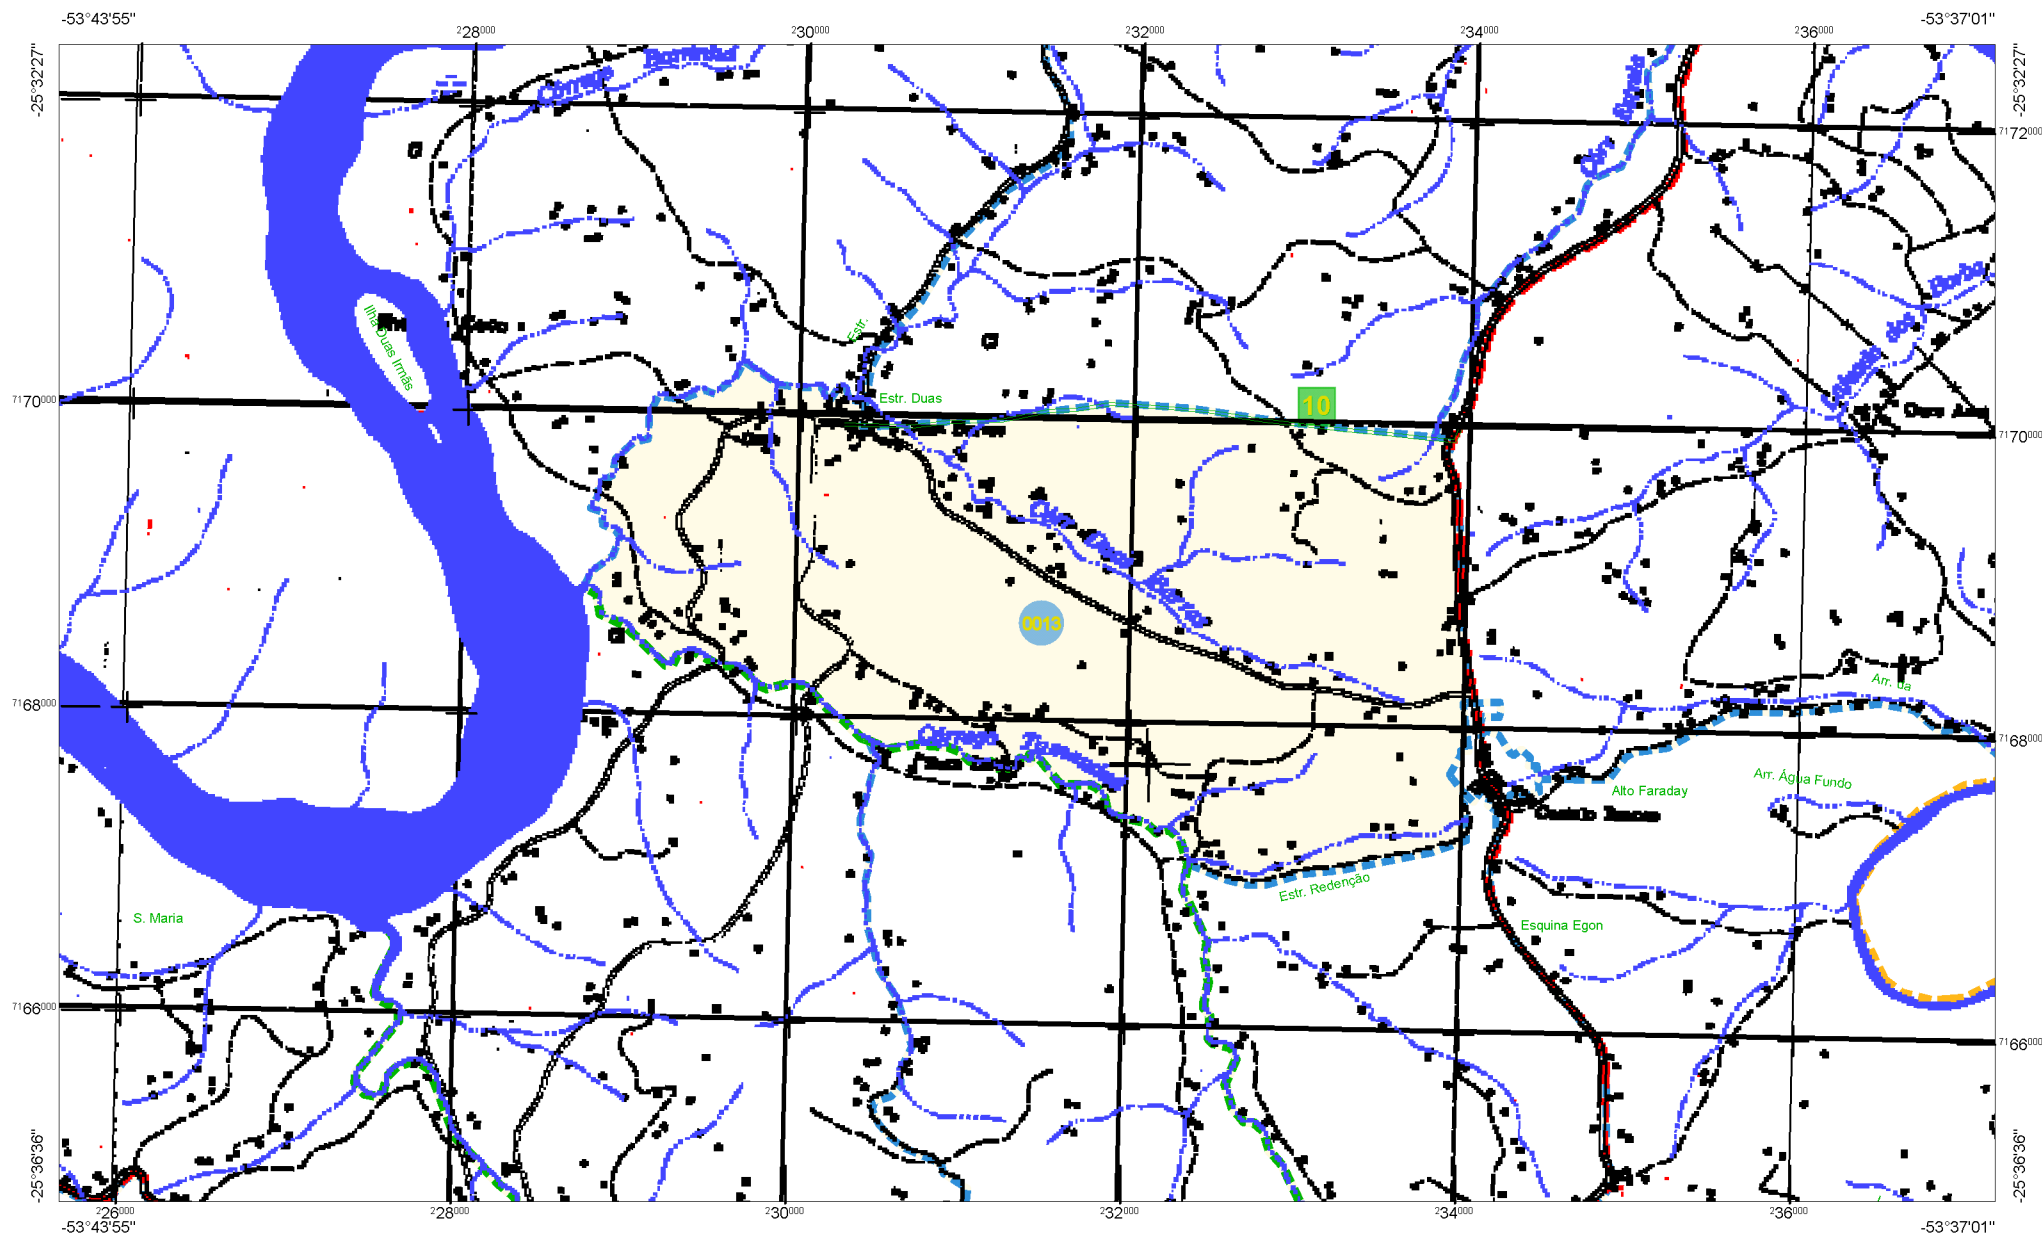 -53°43'55"
228000
230000
232000
234000
236000
-53°37'01"
-25°32'27"
-25°32'27"
Córrego
7172000
Borba
Ilha Duas Irmãs
Estr.
7170000
Estr. Duas
10
7170000
0013
Arr. da
7168000
7168000
Córrego
Arr. Água Fundo
Alto Faraday
Estr. Redenção
S. Maria
Esquina Egon
7166000
7166000
-25°36'36"
-25°36'36"
226000
228000
230000
232000
234000
236000
-53°43'55"
-53°37'01"